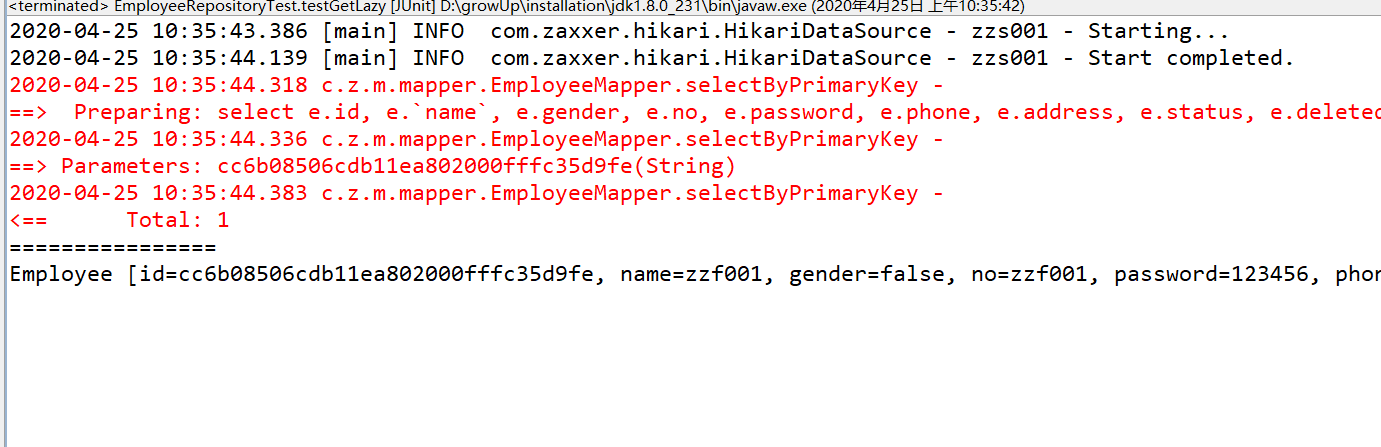 <terminated> EmployeeRepositoryTest.testGetLazy [JUnit] D:\growUp\installation\jdk1.8.0_231\bin\javaw.exe (2020年4月25日 上午10:35:42)
2020-04-25 10:35:43.386 [main] INFO  com.zaxxer.hikari.HikariDataSource - zzs001 - Starting...
2020-04-25 10:35:44.139 [main] INFO  com.zaxxer.hikari.HikariDataSource - zzs001 - Start completed.
2020-04-25 10:35:44.318 c.z.m.mapper.EmployeeMapper.selectByPrimaryKey -
==>  Preparing: select e.id, e.`name`, e.gender, e.no, e.password, e.phone, e.address, e.status, e.deleted
2020-04-25 10:35:44.336 c.z.m.mapper.EmployeeMapper.selectByPrimaryKey -
==> Parameters: cc6b08506cdb11ea802000fffc35d9fe(String)
2020-04-25 10:35:44.383 c.z.m.mapper.EmployeeMapper.selectByPrimaryKey -
<==      Total: 1
================
Employee [id=cc6b08506cdb11ea802000fffc35d9fe, name=zzf001, gender=false, no=zzf001, password=123456, phon